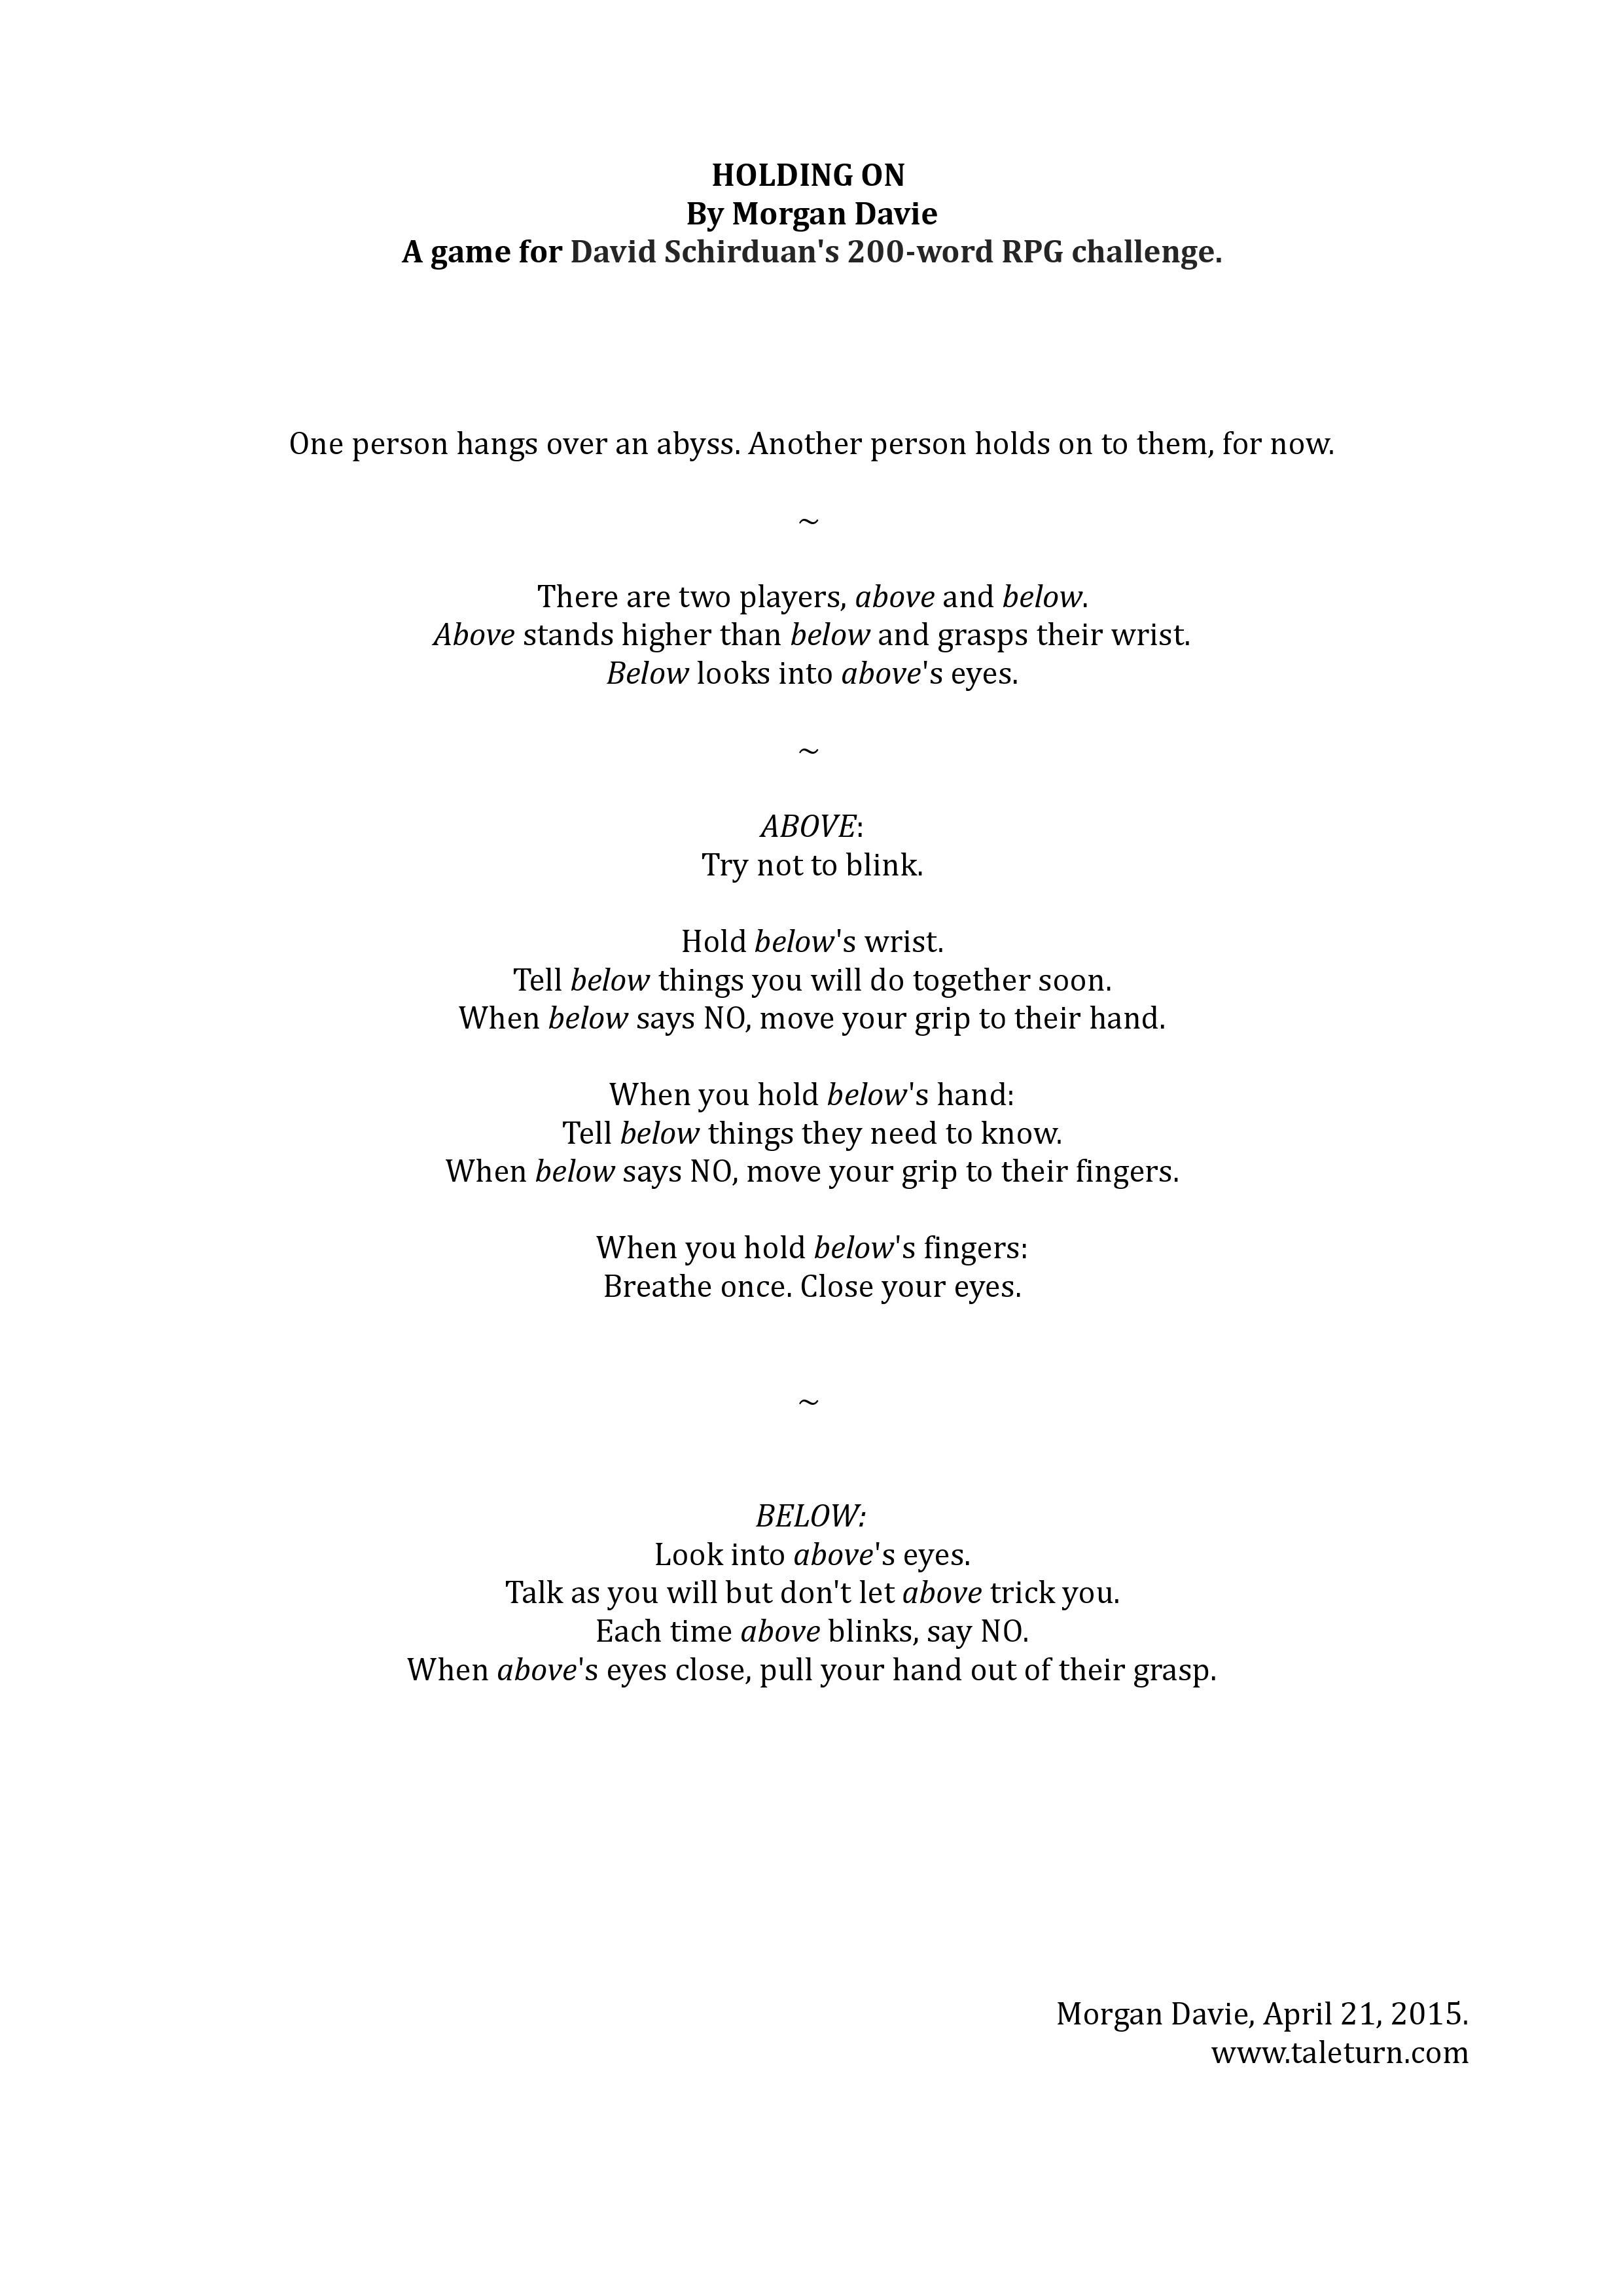 HOLDING ON
By Morgan Davie
A game for David Schirduan's 200-word RPG challenge.
One person hangs over an abyss. Another person holds on to them, for now.
~
There are two players, above and below.
Above stands higher than below and grasps their wrist.
Below looks into above's eyes.
~
ABOVE:
Try not to blink.
Hold below's wrist.
Tell below things you will do together soon.
When below says NO, move your grip to their hand.
When you hold below's hand:
Tell below things they need to know.
When below says NO, move your grip to their fingers.
When you hold below's fingers:
Breathe once. Close your eyes.
~
BELOW:
Look into above's eyes.
Talk as you will but don't let above trick you.
Each time above blinks, say NO.
When above's eyes close, pull your hand out of their grasp.
Morgan Davie, April 21, 2015.
www.taleturn.com